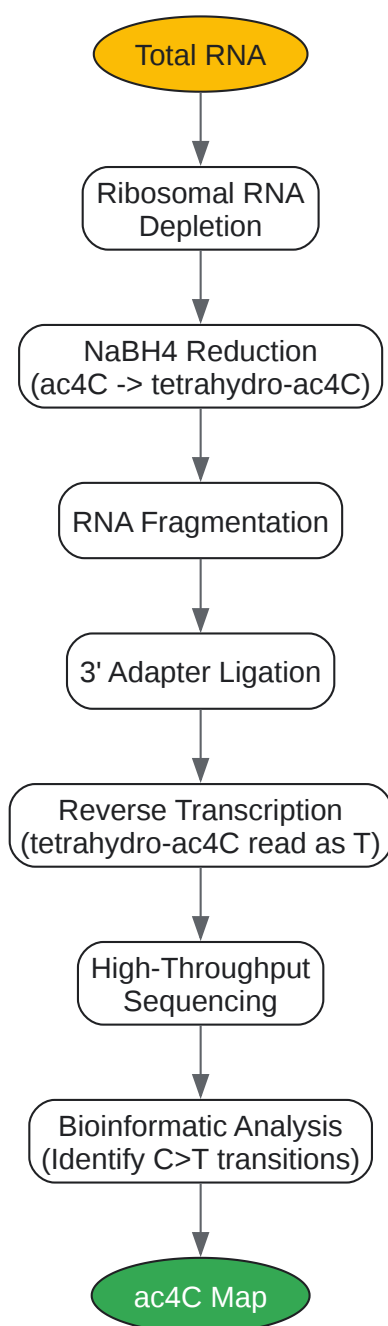 Total RNA
Ribosomal RNA
Depletion
NaBH4 Reduction
(ac4C -> tetrahydro-ac4C)
RNA Fragmentation
3' Adapter Ligation
Reverse Transcription
(tetrahydro-ac4C read as T)
High-Throughput
Sequencing
Bioinformatic Analysis
(Identify C>T transitions)
ac4C Map